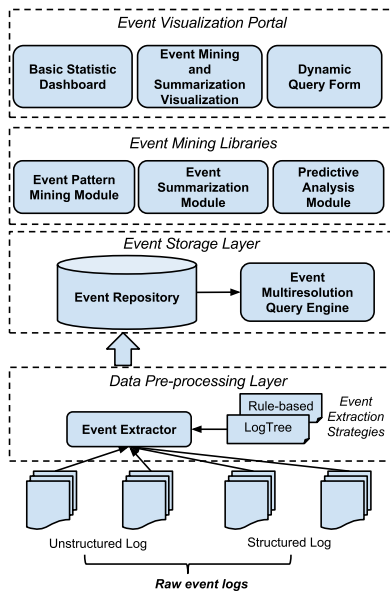 Event Visualization Portal
Basic Statistic
Dashboard
Event Mining
and
Summarization
Visualization
Dynamic
Query Form
Event Mining Libraries
Event Pattern
Mining Module
Event
Summarization
Module
Predictive
Analysis
Module
Event Storage Layer
Event Repository
Event
Multiresolution
Query Engine
Data Pre-processing Layer
Event Extractor
Rule-based
LogTree
Event
Extraction
Strategies
Unstructured Log
Structured Log
Raw event logs